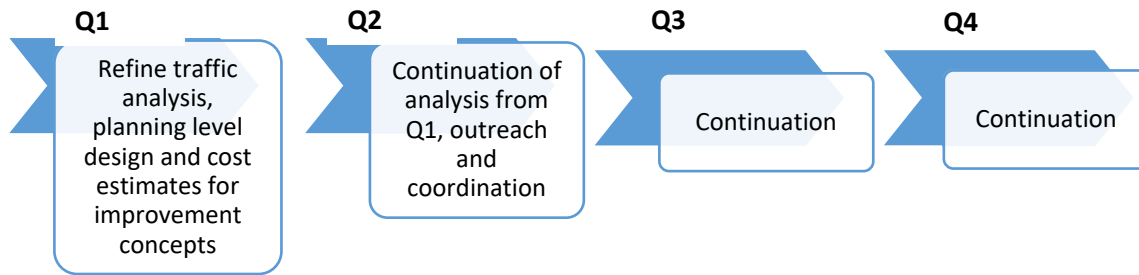 Q1
Refine traffic
analysis,
planning level
design and cost
estimates for
improvement
concepts
Q2
Continuation of
analysis from
Q1, outreach
and
coordination
Q3
Continuation
Q4
Continuation